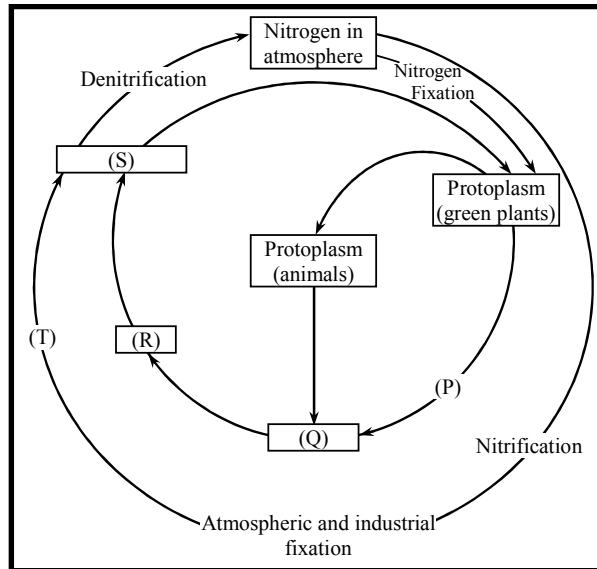 Nitrogen in
atmosphere
Denitrification
Nitrogen
Fixation
(S)
Protoplasm
(green plants)
Protoplasm
(animals)
(T)
(R)
(P)
(Q)
Nitrification
Atmospheric and industrial
fixation